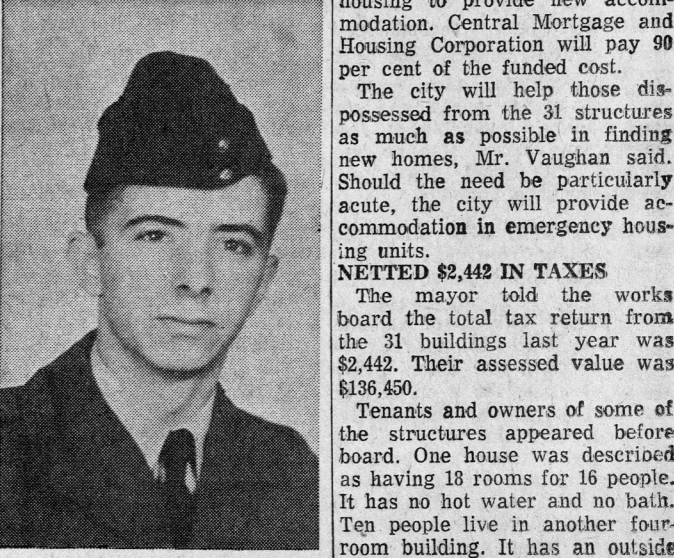 housing to provide new accom-
modation. Central Mortgage and
Housing Corporation will pay 90
per cent of the funded cost.
The city will help those dis-
possessed from the 31 structures
as much as possible in finding
new homes, Mr. Vaughan said.
Should the need be particularly
acute, the city will provide ac-
commodation in emergency hous-
ing units.
NETTED $2,442 IN TAXES
The mayor told the works
board the total tax return from
the 31 buildings last year was
$2,442. Their assessed value was
$136,450.
Tenants and owners of some of
the structures appeared before
board. One house was described
as having 18 rooms for 16 people.
It has no hot water and no bath.
Ten people live in another four-
room building. It has an outside